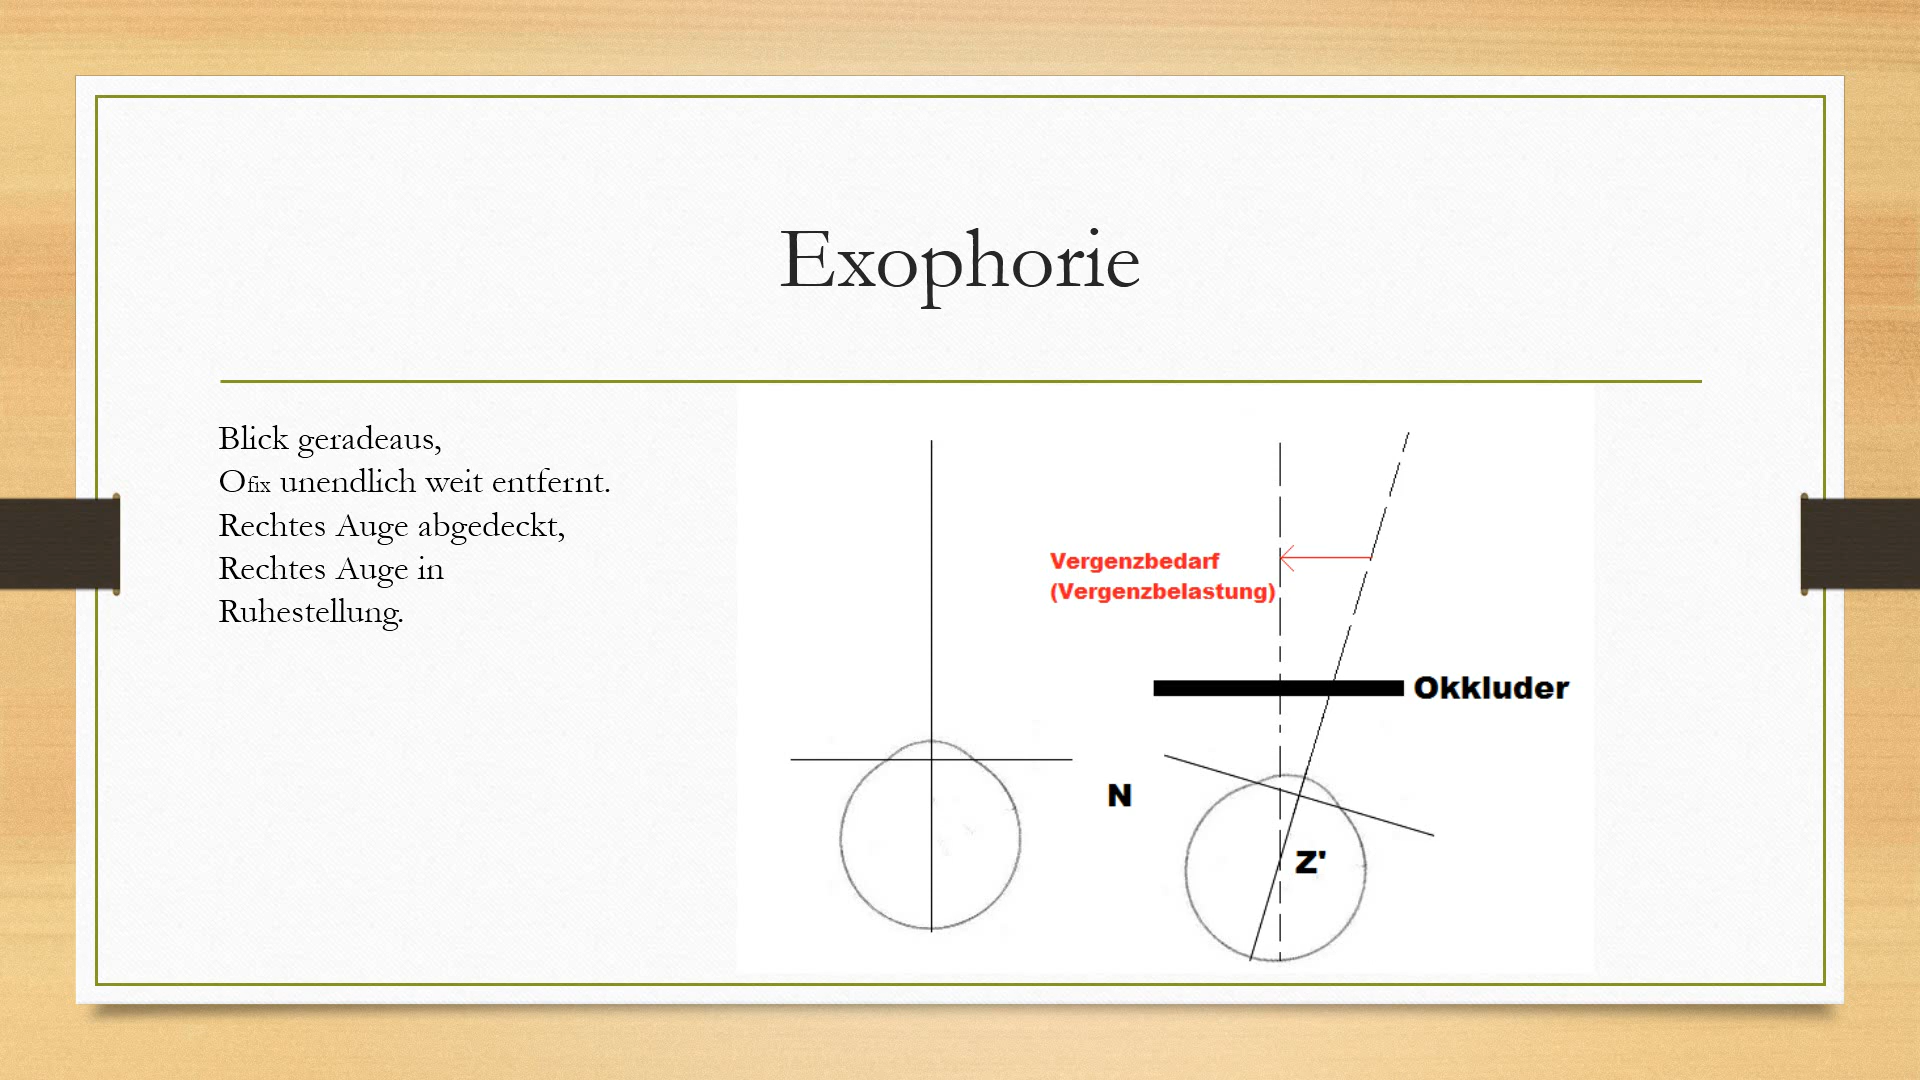 Exophorie
Blick geradeaus,
Ofix unendlich weit entfernt.
Rechtes Auge abgedeckt,
Rechtes Auge in
Ruhestellung.
Vergenzbedarf
(Vergenzbelastung)
Okkluder
N
Z'